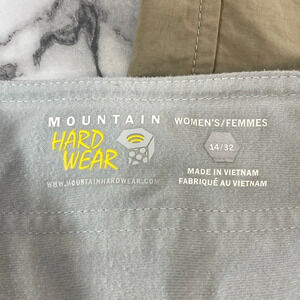 MOUNTAIN
HARD
WEAR
WWW.MOUNTAINHARDWEAR.COM
WOMEN'S/FEMMES
14/32
MADE IN VIETNAM
FABRIQUÉ AU VIETNAM